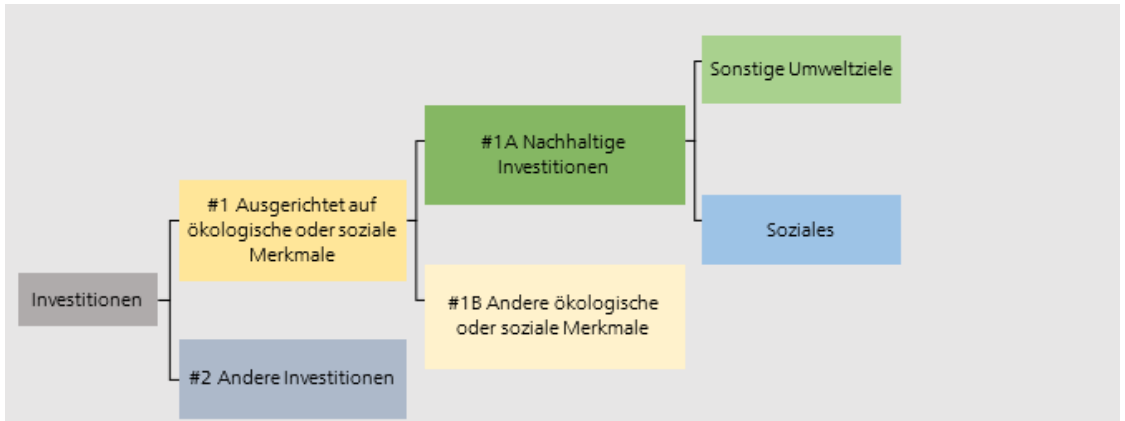 Sonstige Umweltziele
#1A Nachhaltige
Investitionen
#1 Ausgerichtet auf
ökologische oder soziale
Merkmale
Soziales
Investitionen
#1B Andere ökologische
oder soziale Merkmale
#2 Andere Investitionen